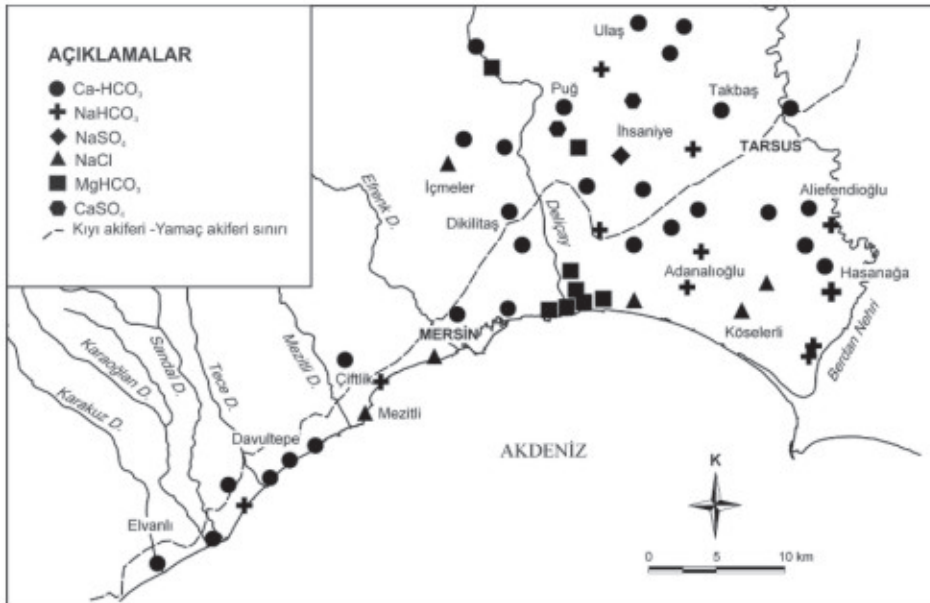 AÇIKLAMALAR
Ca-HCO₃
NaHCO₃
NaSO₄
NaCl
MgHCO₃
CaSO₄
Kıyı akiferi -Yamaç akiferi sınırı
Ulaş
Puğ
Takbaş
İhsaniye
TARSUS
İçmeler
Efrenk D.
Dikilitaş
Deliçay
Aliefendioğlu
Adanalıoğlu
Hasanağa
Köselerli
Berdan Nehri
MERSİN
Mezitli D.
Çiftlik
Mezitli
Tece D.
Sandal D.
Karaoğlan D.
Karakuz D.
Davultepe
Elvanlı
AKDENİZ
K
0 5 10 km